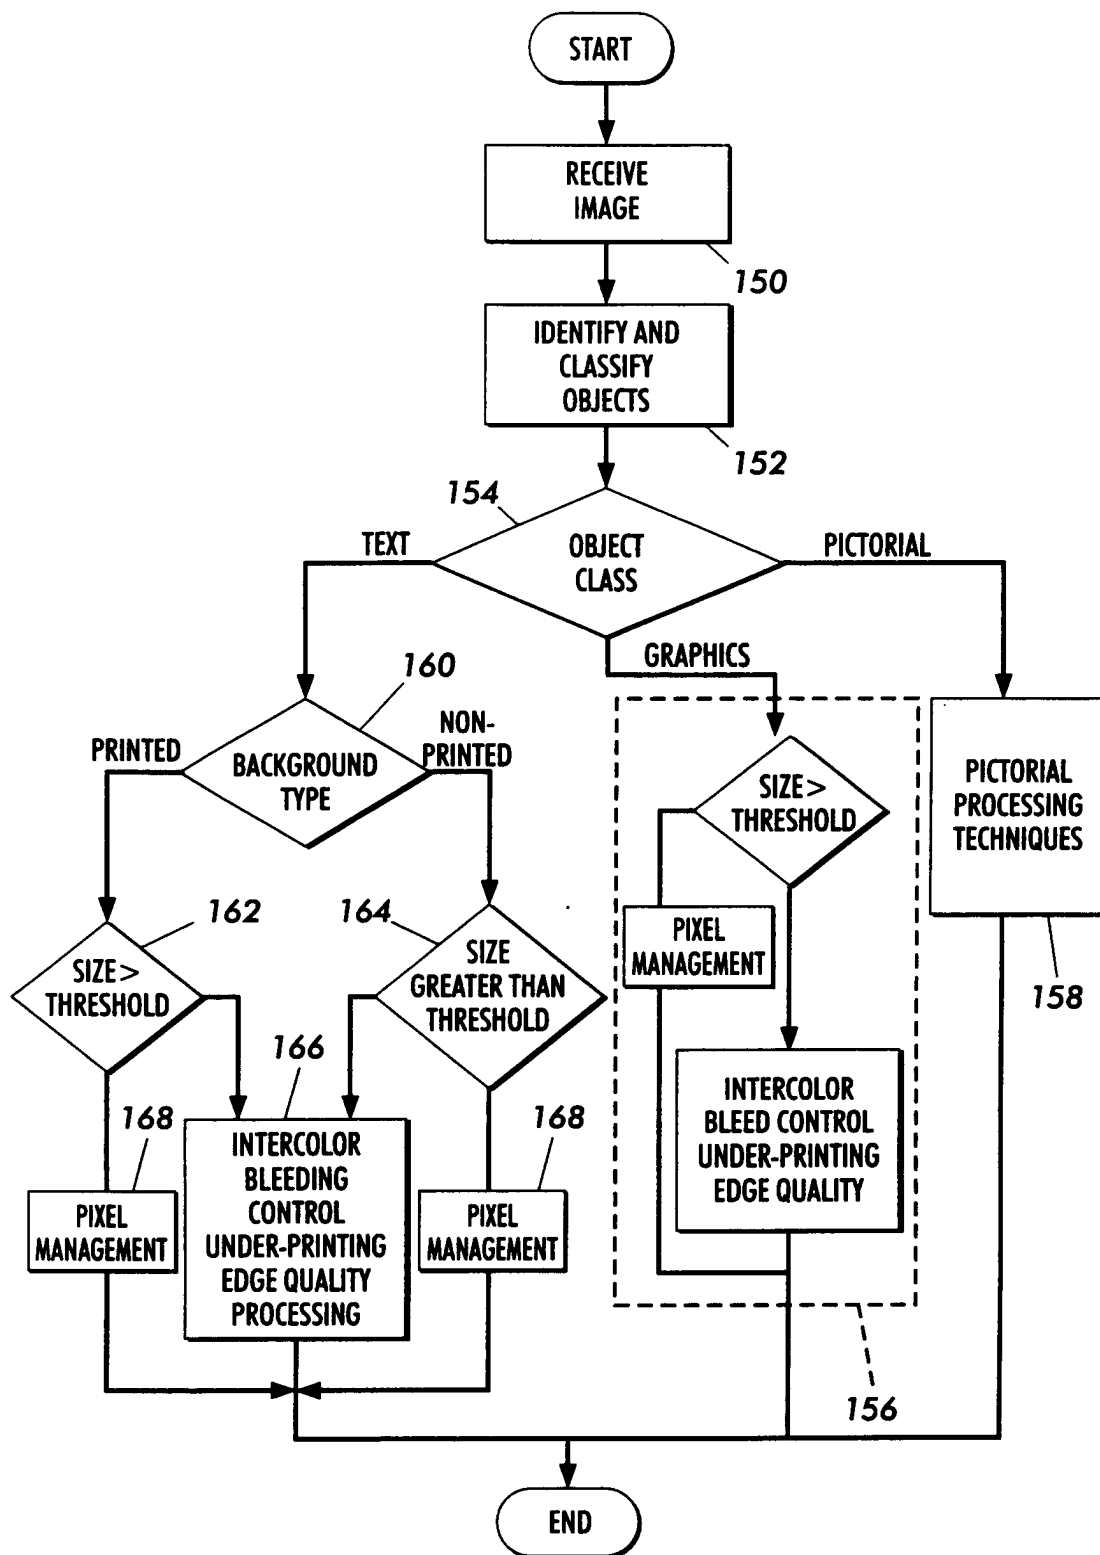 START
RECEIVE
IMAGE
150
IDENTIFY AND
CLASSIFY
OBJECTS
152
154
OBJECT
CLASS
TEXT
PICTORIAL
GRAPHICS
160
BACKGROUND
TYPE
PRINTED
NON-
PRINTED
162
SIZE >
THRESHOLD
164
SIZE
GREATER THAN
THRESHOLD
166
INTERCOLOR
BLEEDING
CONTROL
UNDER-PRINTING
EDGE QUALITY
PROCESSING
168
PIXEL
MANAGEMENT
168
PIXEL
MANAGEMENT
SIZE >
THRESHOLD
PIXEL
MANAGEMENT
INTERCOLOR
BLEED CONTROL
UNDER-PRINTING
EDGE QUALITY
156
PICTORIAL
PROCESSING
TECHNIQUES
158
END